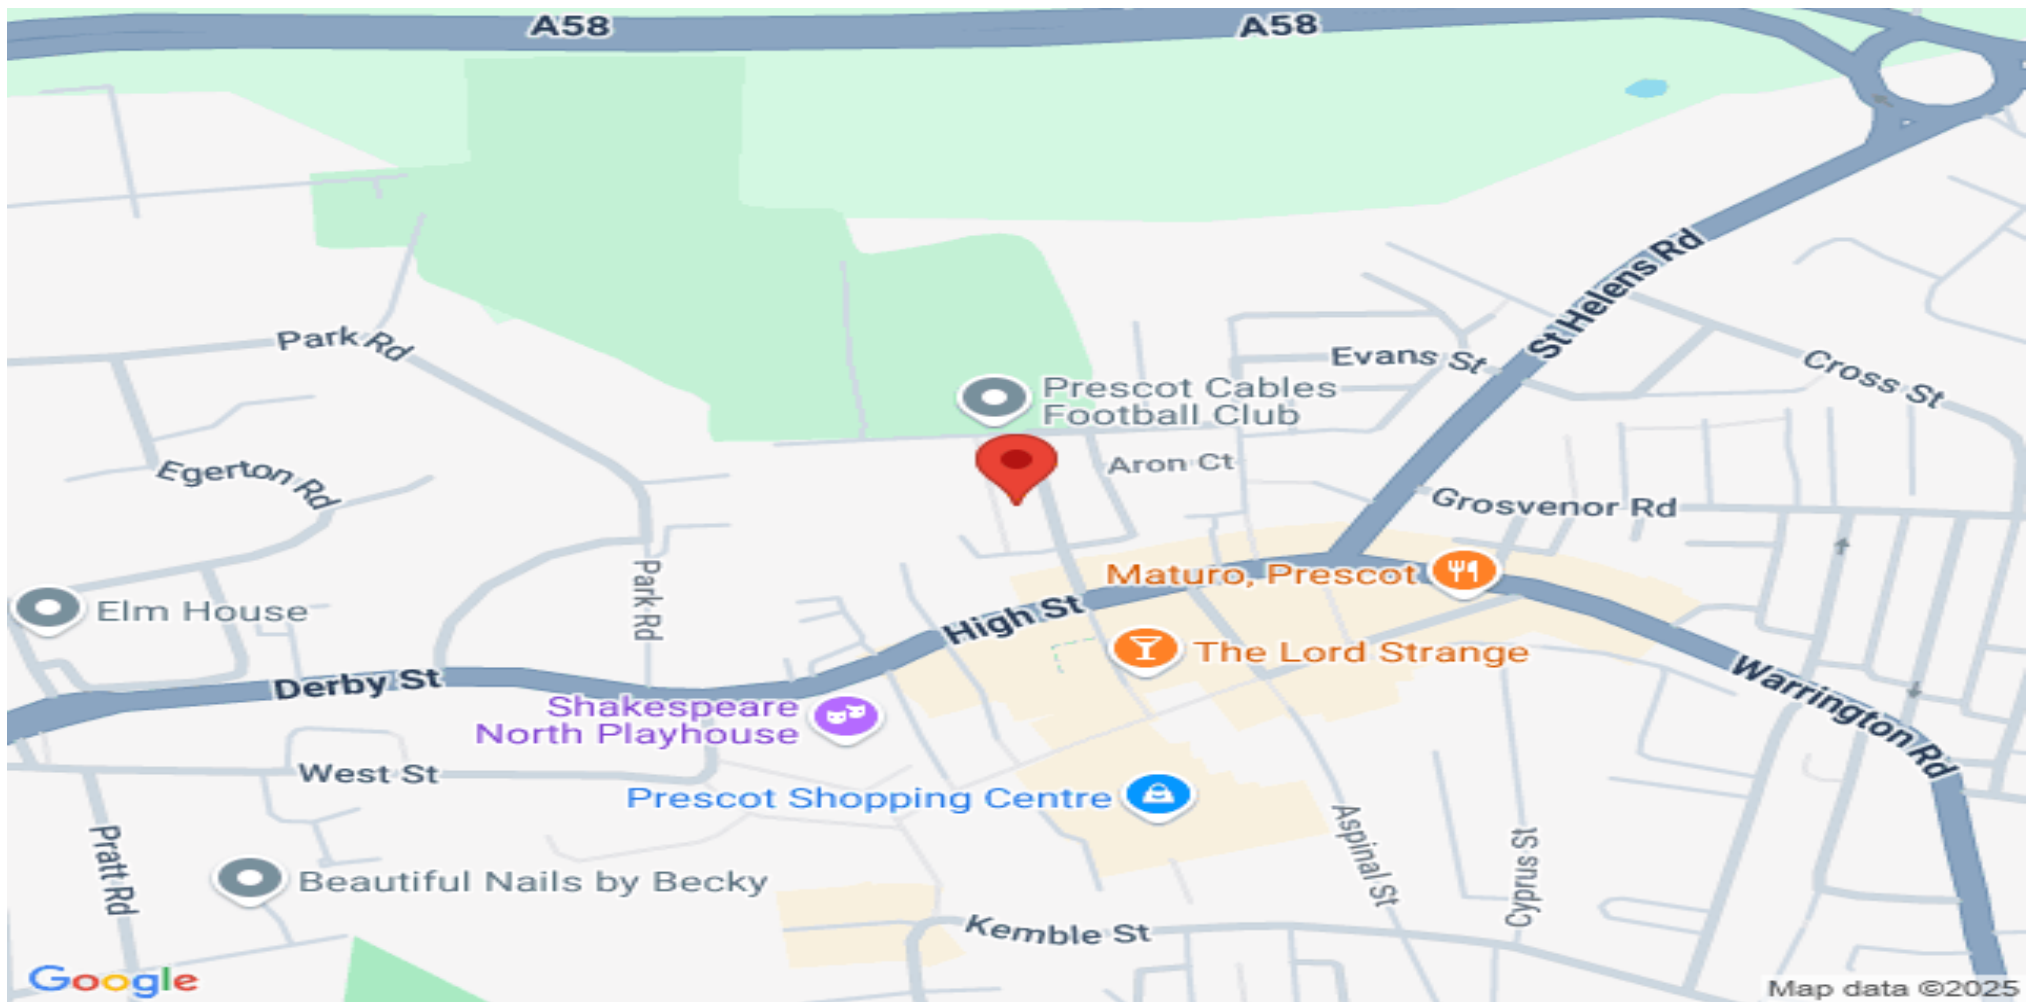 A58
A58
St Helens Rd
Park Rd
Evans St
Cross St
Prescot Cables
Football Club
Aron Ct
Egerton Rd
Grosvenor Rd
Park Rd
Maturo, Prescot
Elm House
High St
The Lord Strange
Derby St
Warrington Rd
Shakespeare
North Playhouse
West St
Prescot Shopping Centre
Aspinal St
Cyprus St
Pratt Rd
Beautiful Nails by Becky
Kemble St
Google
Map data ©2025